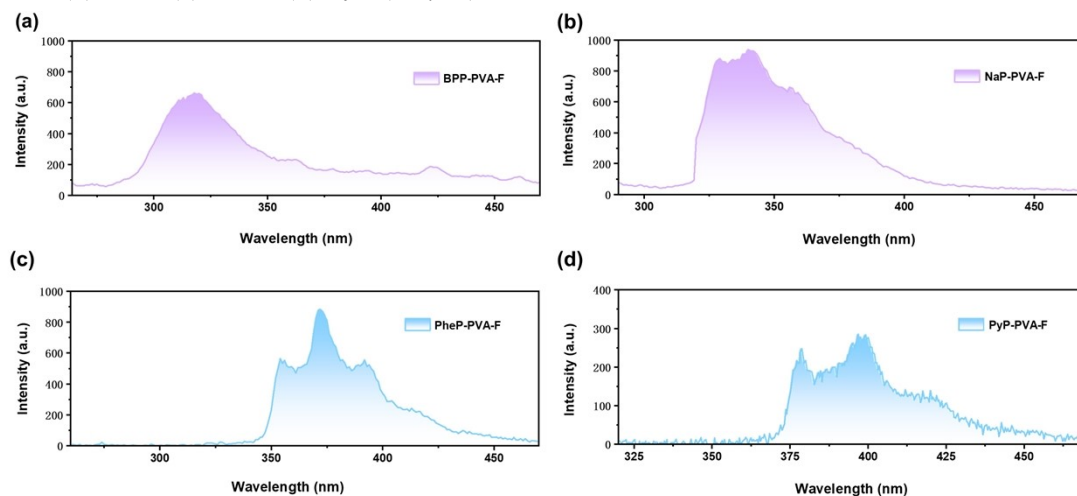 (a)
1000
800
600
400
200
0
Intensity (a.u.)
BPP-PVA-F
300 350 400 450
Wavelength (nm)
(b)
1000
800
600
400
200
0
Intensity (a.u.)
NaP-PVA-F
300 350 400 450
Wavelength (nm)
(c)
1000
800
600
400
200
0
Intensity (a.u.)
PheP-PVA-F
300 350 400 450
Wavelength (nm)
(d)
400
300
200
100
0
Intensity (a.u.)
PyP-PVA-F
325 350 375 400 425 450
Wavelength (nm)